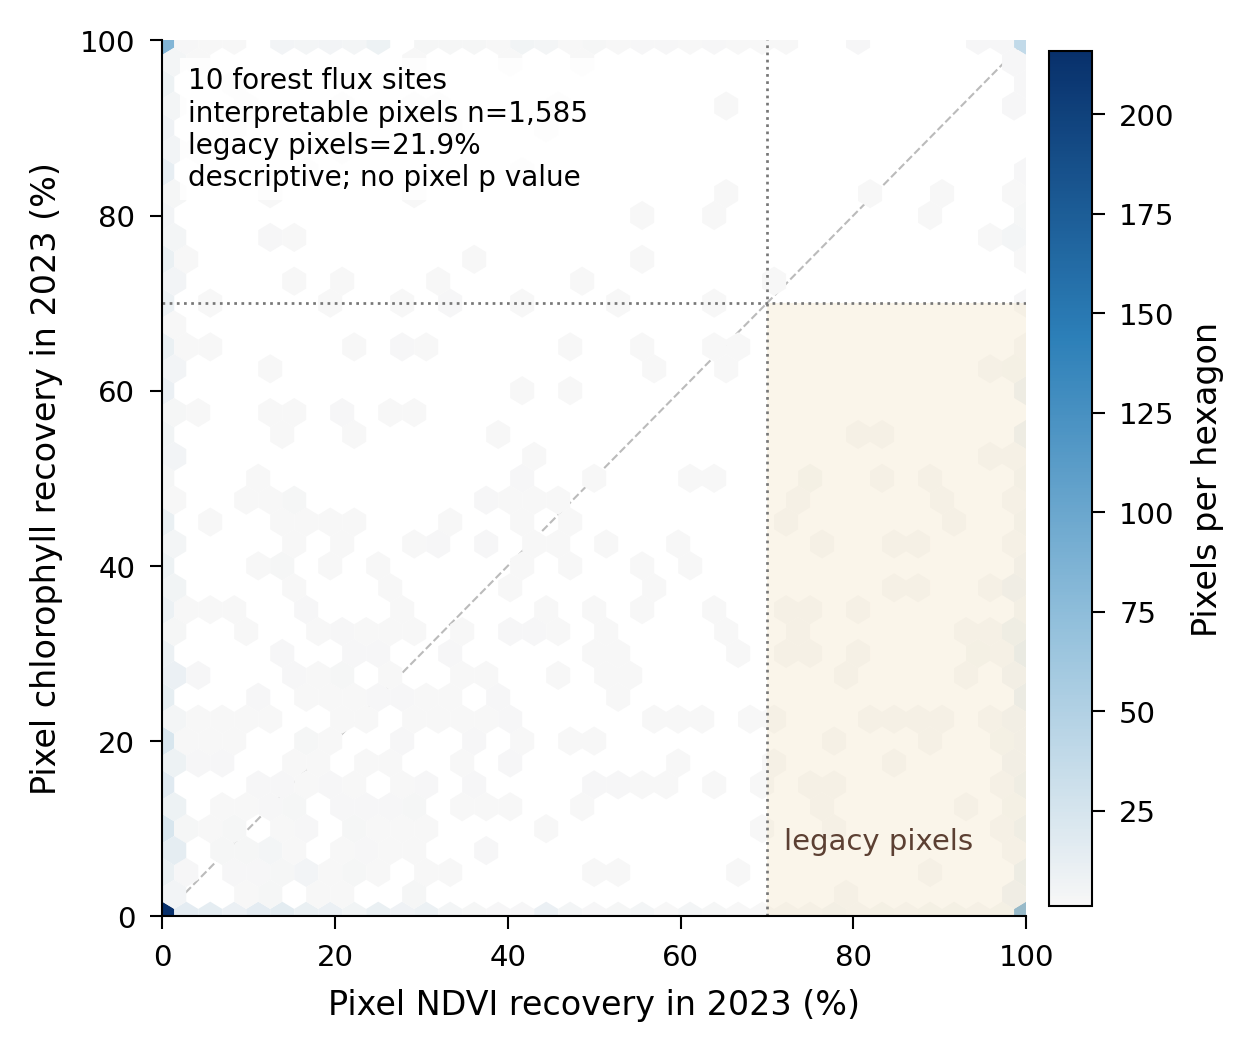 10 forest flux sites
interpretable pixels n=1,585
legacy pixels=21.9%
descriptive; no pixel p value
legacy pixels
100
80
60
40
20
0
Pixel chlorophyll recovery in 2023 (%)
0 20 40 60 80 100
Pixel NDVI recovery in 2023 (%)
200
175
150
125
100
75
50
25
Pixels per hexagon